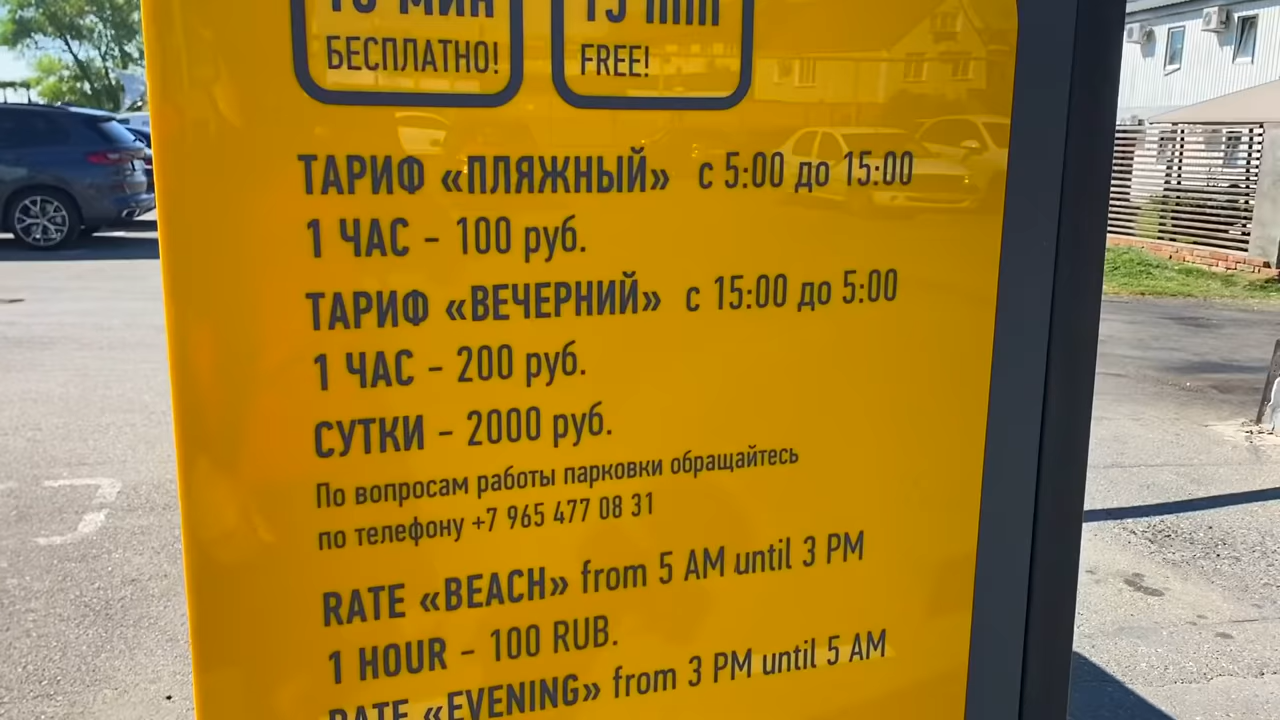 МИН
БЕСПЛАТНО!
min
FREE!
ТАРИФ «ПЛЯЖНЫЙ» с 5:00 до 15:00
1 ЧАС - 100 руб.
ТАРИФ «ВЕЧЕРНИЙ» с 15:00 до 5:00
1 ЧАС - 200 руб.
СУТКИ - 2000 руб.
По вопросам работы парковки обращайтесь
по телефону +7 965 477 08 31
RATE «BEACH» from 5 AM until 3 PM
1 HOUR - 100 RUB.
RATE «EVENING» from 3 PM until 5 AM